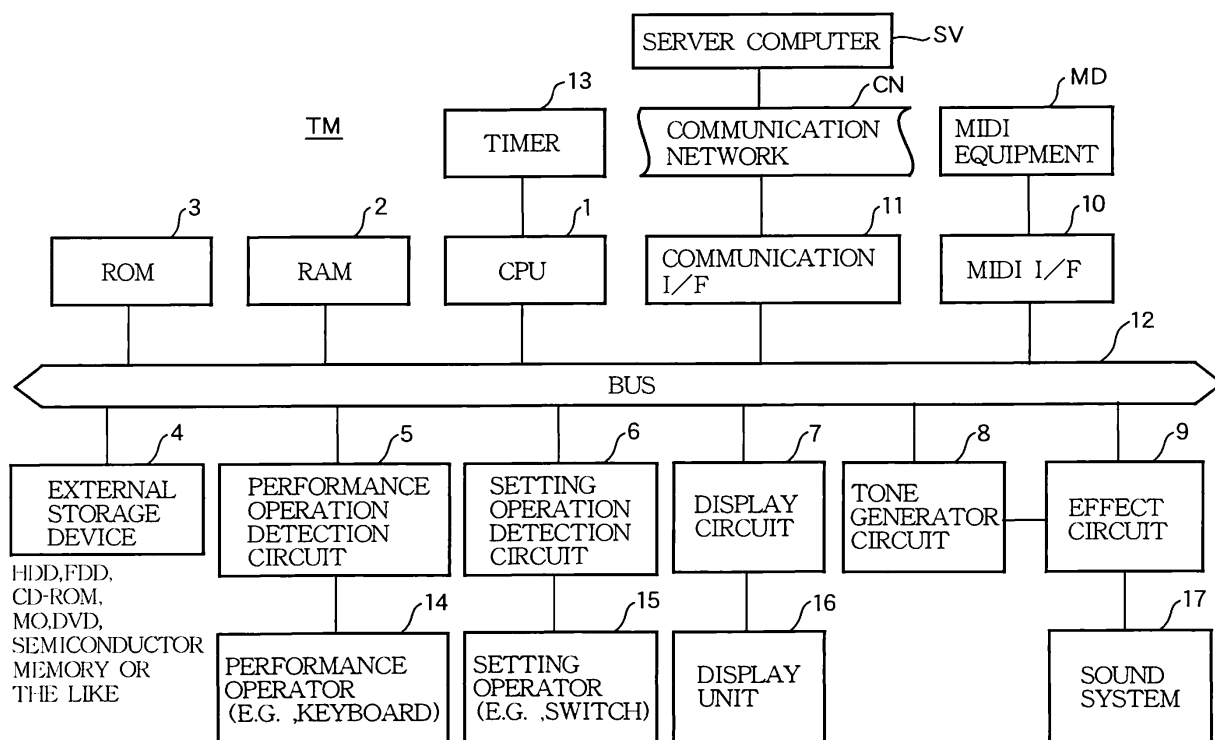 SERVER COMPUTER
SV
13
CN
MD
TM
TIMER
COMMUNICATION
NETWORK
MIDI
EQUIPMENT
3
2
1
11
10
ROM
RAM
CPU
COMMUNICATION
I/F
MIDI I/F
12
BUS
4
5
6
7
8
9
EXTERNAL
STORAGE
DEVICE
PERFORMANCE
OPERATION
DETECTION
CIRCUIT
SETTING
OPERATION
DETECTION
CIRCUIT
DISPLAY
CIRCUIT
TONE
GENERATOR
CIRCUIT
EFFECT
CIRCUIT
HDD,FDD,
CD-ROM,
MO,DVD,
SEMICONDUCTOR
MEMORY OR
THE LIKE
14
15
16
17
PERFORMANCE
OPERATOR
(E.G. ,KEYBOARD)
SETTING
OPERATOR
(E.G. ,SWITCH)
DISPLAY
UNIT
SOUND
SYSTEM